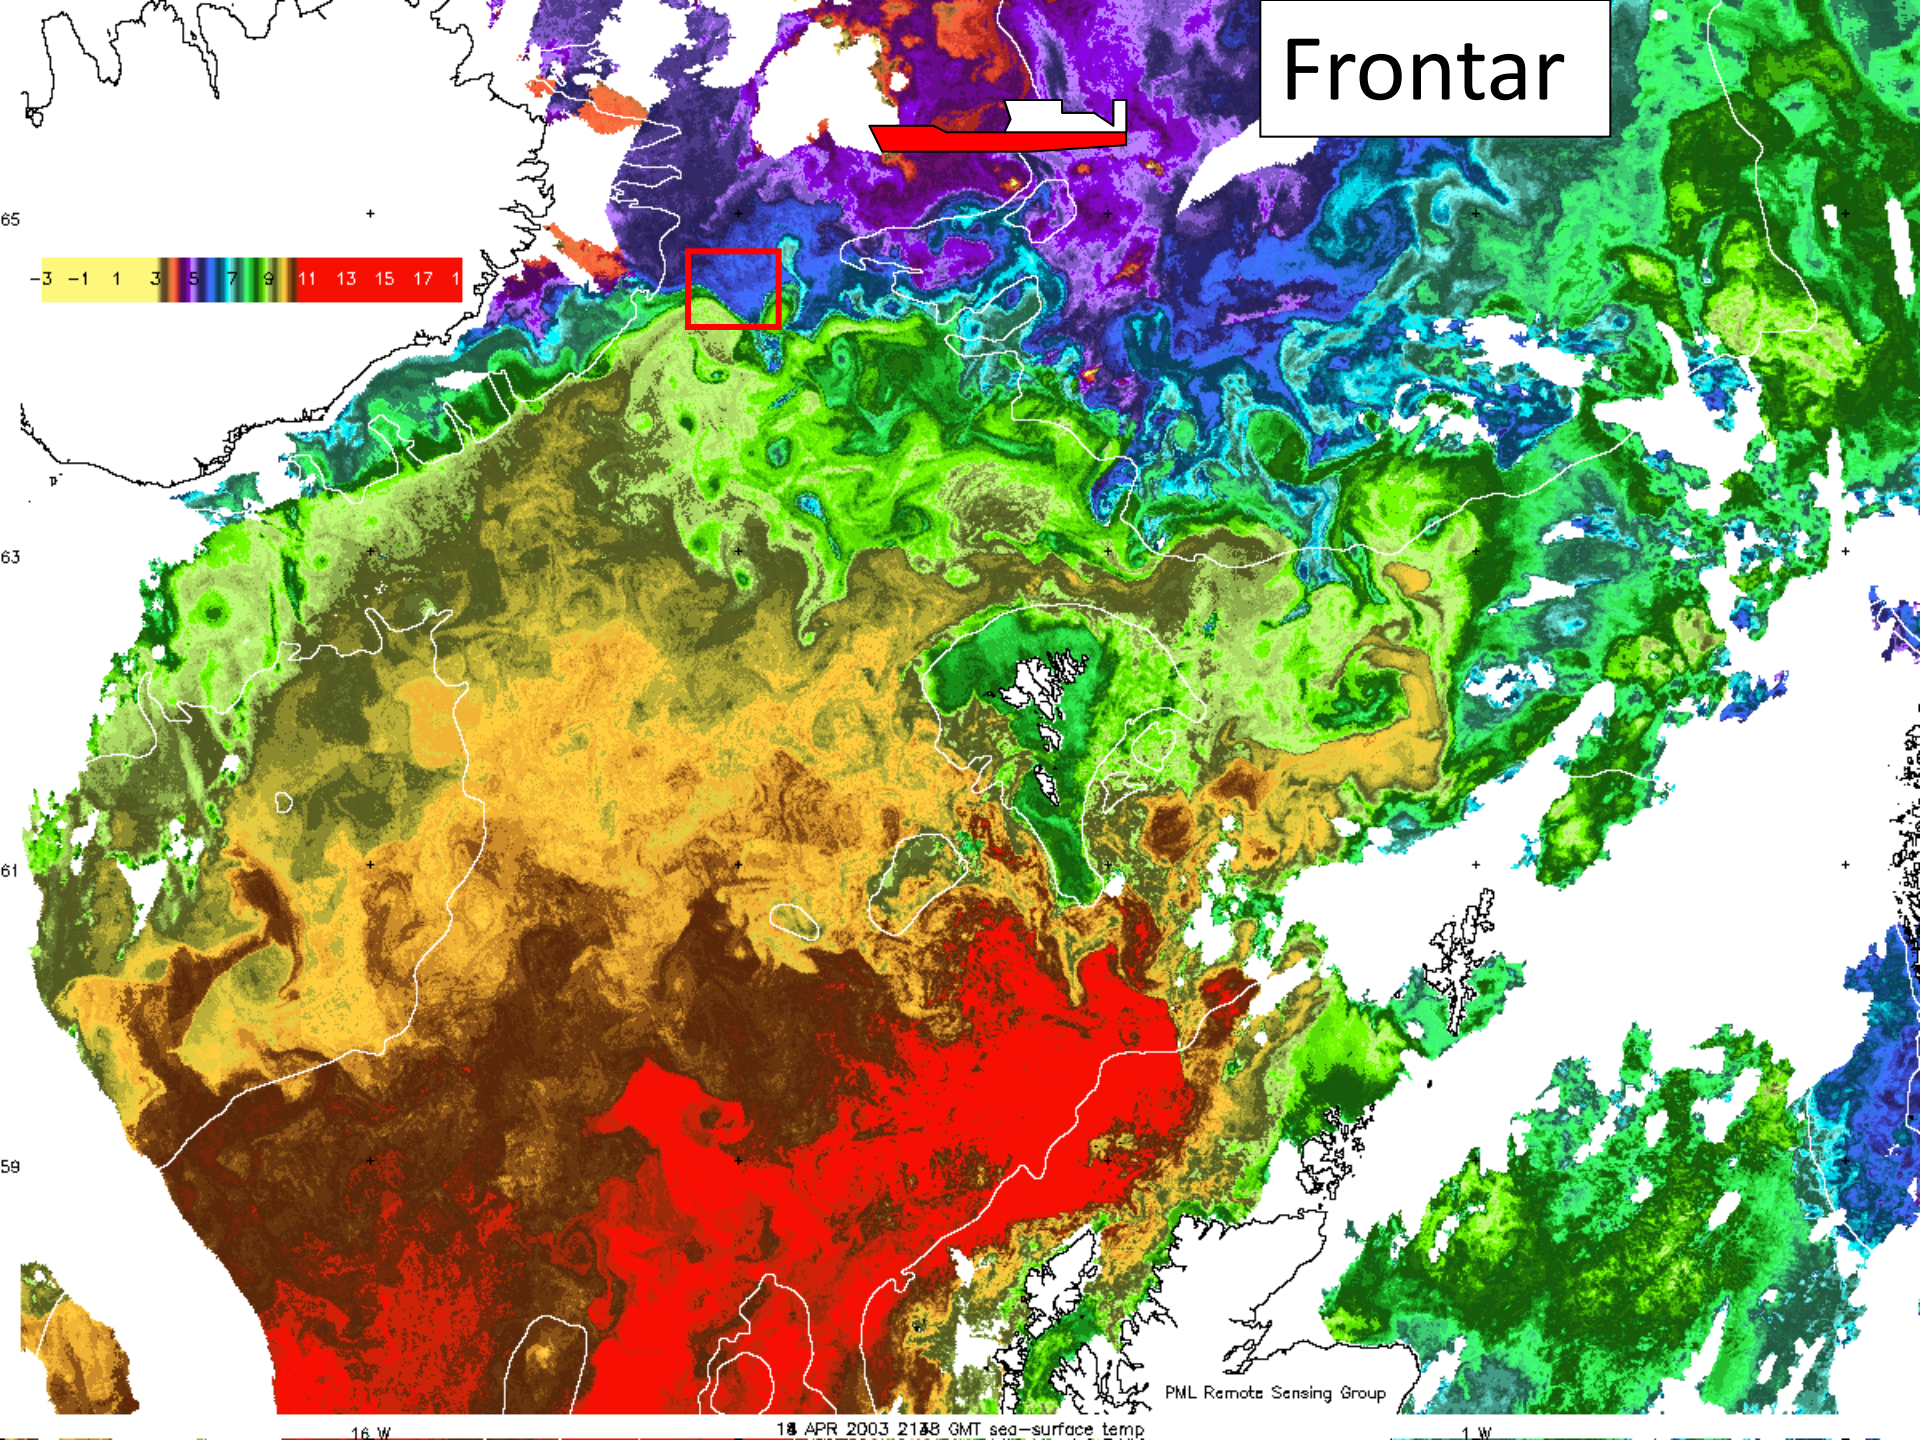 Frontar
65
-3 -1 1 3 5 7 9 11 13 15 17 1
63
61
59
PML Remote Sensing Group
APR 2003 GMT sea-surface temp
16 W
1 W